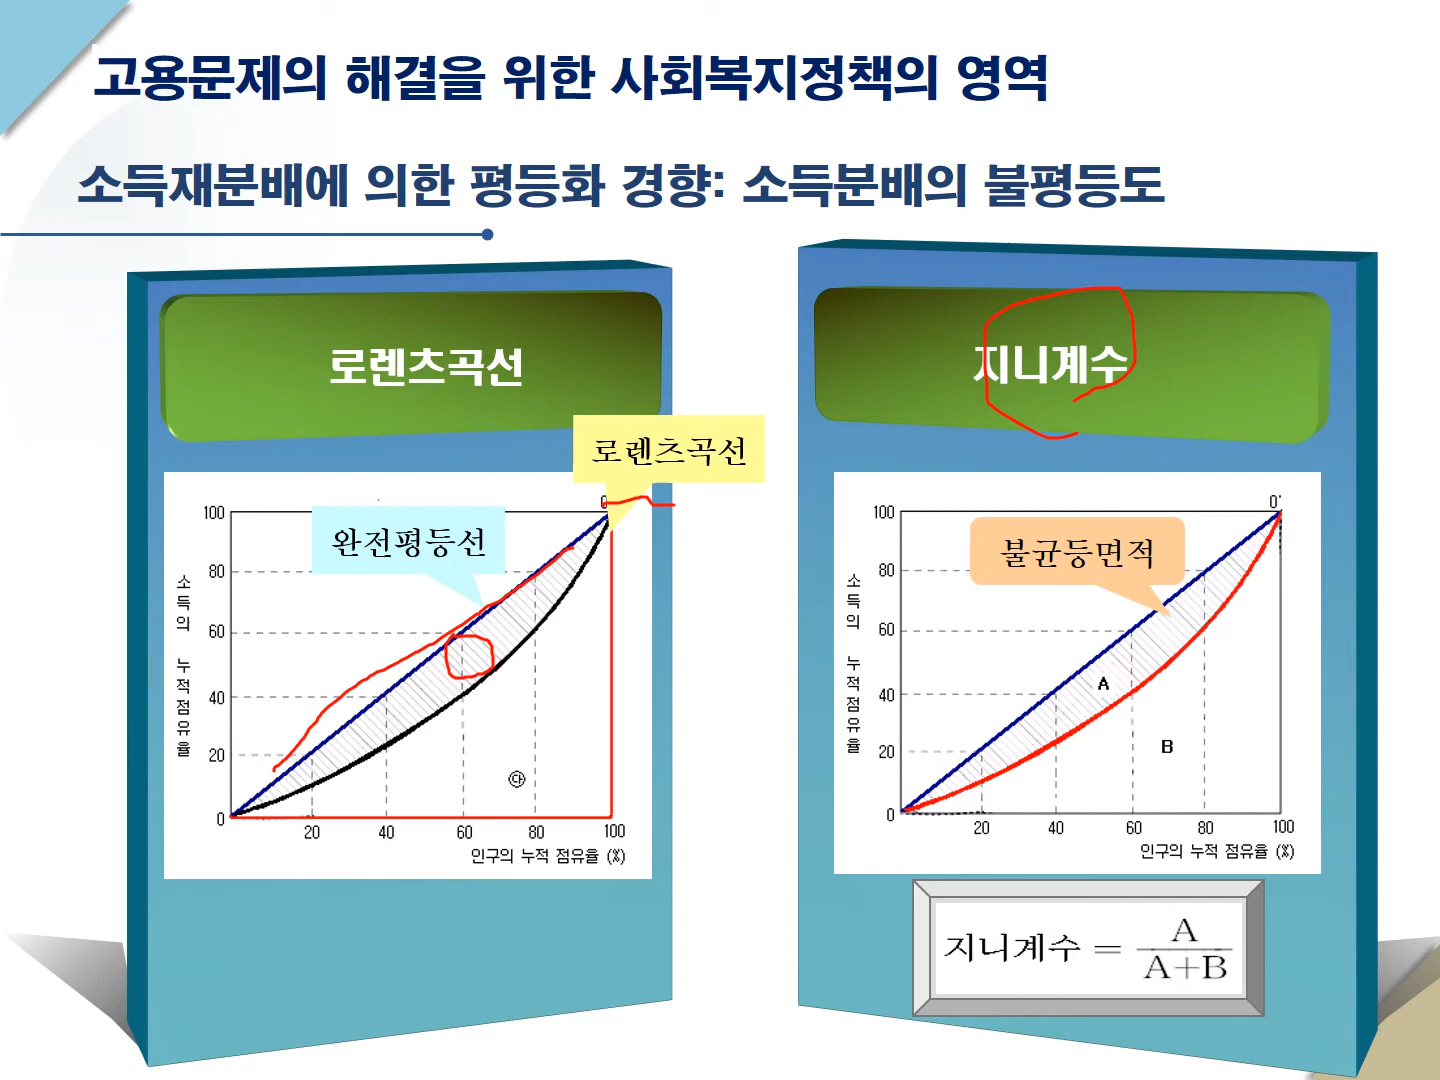 고용문제의 해결을 위한 사회복지정책의 영역
소득재분배에 의한 평등화 경향: 소득분배의 불평등도
로렌츠곡선
로렌츠곡선
완전평등선
소득의 누적점유율
100
80
60
40
20
0
20 40 60 80 100
인구의 누적 점유율 (%)
㉰
지니계수
불균등면적
0'
소득의 누적점유율
100
80
60
40
20
0
A
B
20 40 60 80 100
인구의 누적 점유율 (%)
지니계수 = A / A+B